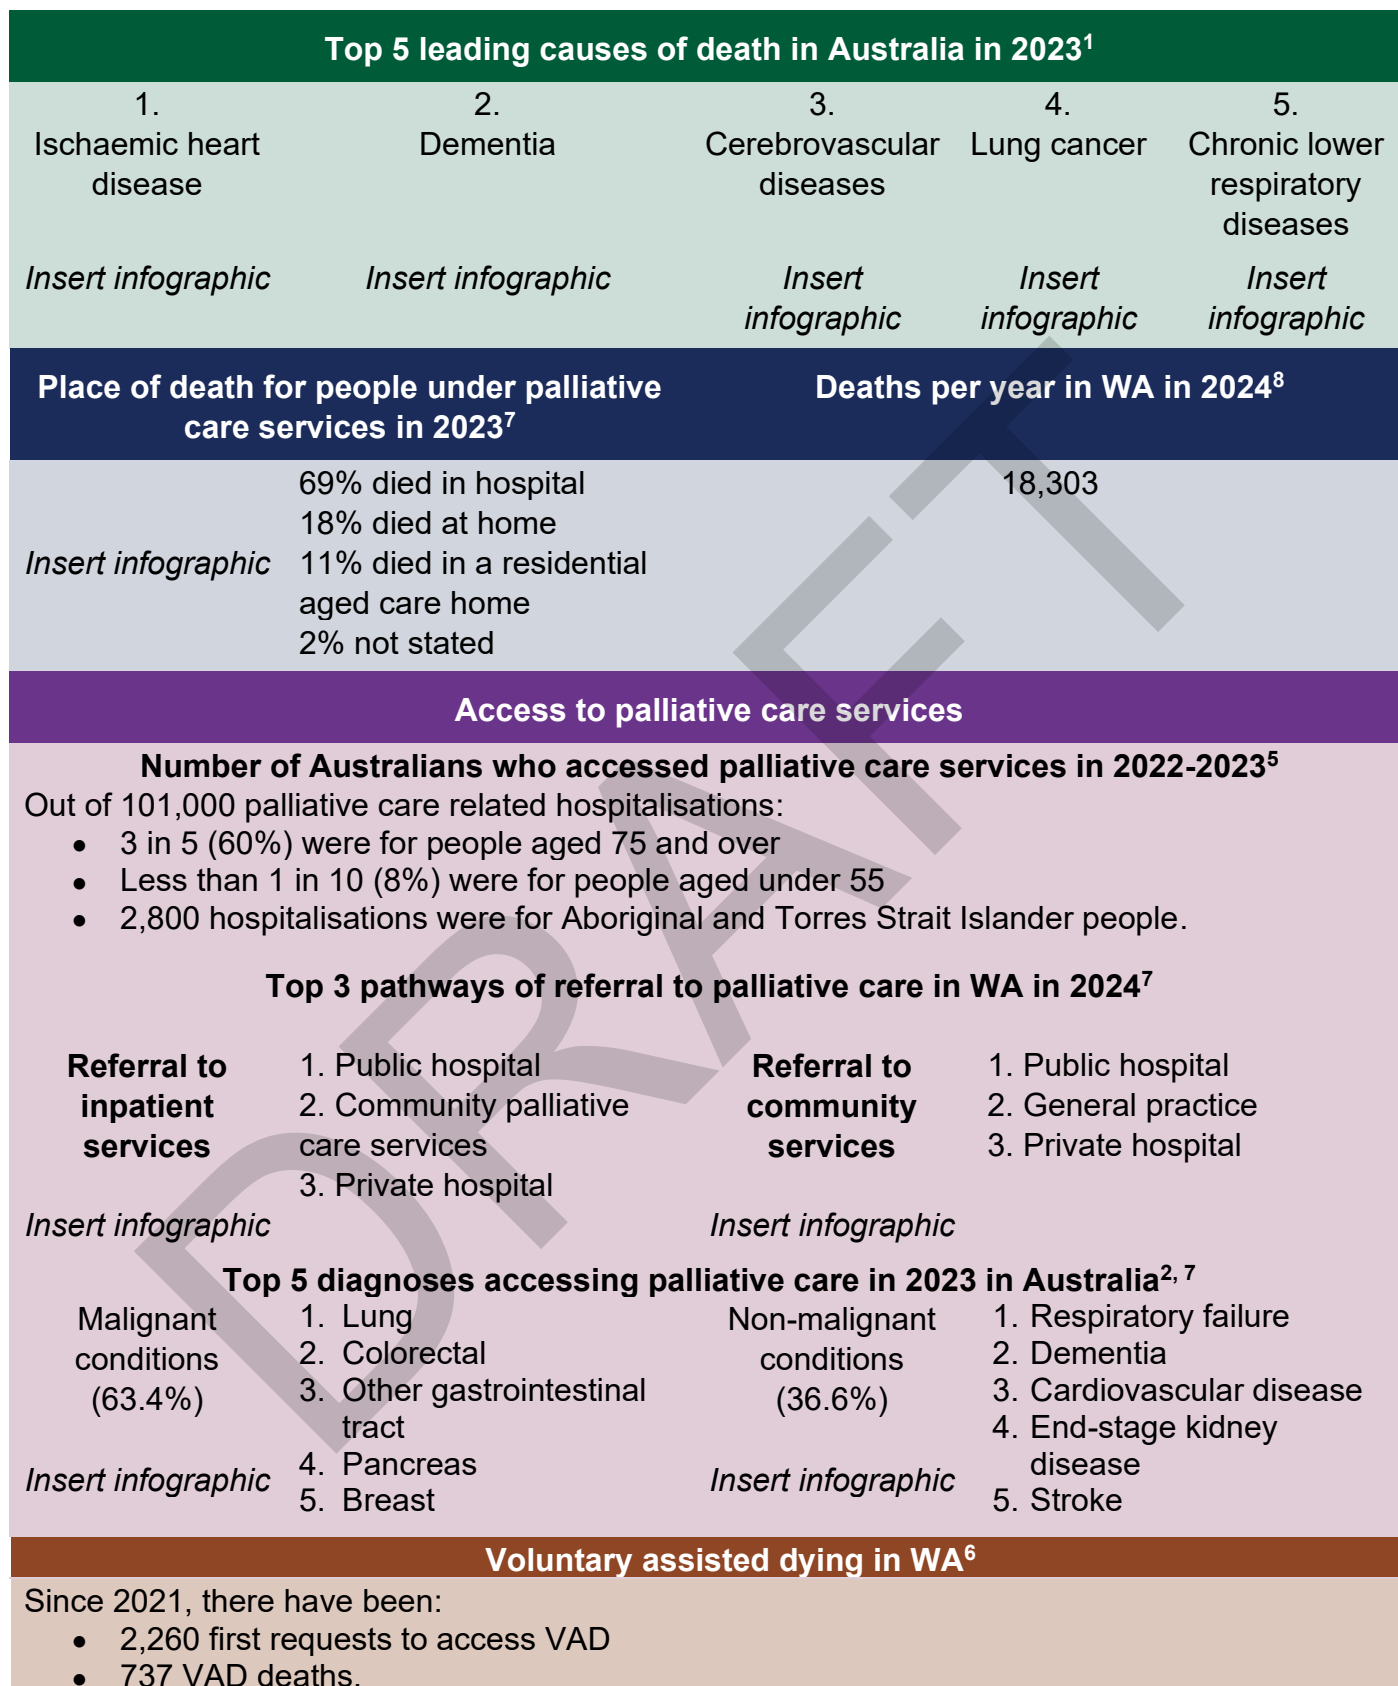 Top 5 leading causes of death in Australia in 2023¹
1.
Ischaemic heart
disease
Insert infographic
2.
Dementia
Insert infographic
3.
Cerebrovascular
diseases
Insert
infographic
4.
Lung cancer
Insert
infographic
5.
Chronic lower
respiratory
diseases
Insert
infographic
Place of death for people under palliative
care services in 2023⁷
Deaths per year in WA in 2024⁸
Insert infographic
69% died in hospital
18% died at home
11% died in a residential
aged care home
2% not stated
18,303
Access to palliative care services
Number of Australians who accessed palliative care services in 2022-2023⁵
Out of 101,000 palliative care related hospitalisations:
• 3 in 5 (60%) were for people aged 75 and over
• Less than 1 in 10 (8%) were for people aged under 55
• 2,800 hospitalisations were for Aboriginal and Torres Strait Islander people.
Top 3 pathways of referral to palliative care in WA in 2024⁷
Referral to
inpatient
services
Insert infographic
1. Public hospital
2. Community palliative
care services
3. Private hospital
Referral to
community
services
Insert infographic
1. Public hospital
2. General practice
3. Private hospital
Top 5 diagnoses accessing palliative care in 2023 in Australia²,⁷
Malignant
conditions
(63.4%)
Insert infographic
1. Lung
2. Colorectal
3. Other gastrointestinal
tract
4. Pancreas
5. Breast
Non-malignant
conditions
(36.6%)
Insert infographic
1. Respiratory failure
2. Dementia
3. Cardiovascular disease
4. End-stage kidney
disease
5. Stroke
Voluntary assisted dying in WA⁶
Since 2021, there have been:
• 2,260 first requests to access VAD
• 737 VAD deaths.
DRAFT